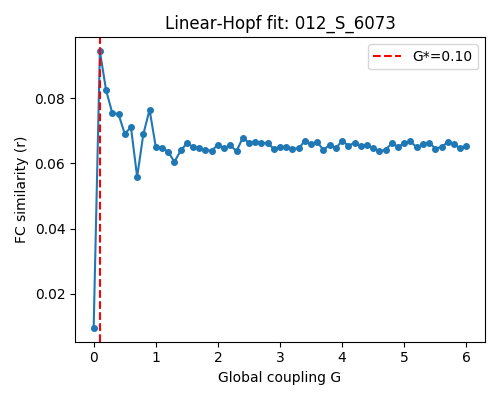 Linear-Hopf fit: 012_S_6073
G*=0.10
FC similarity (r)
0.08
0.06
0.04
0.02
0 1 2 3 4 5 6
Global coupling G